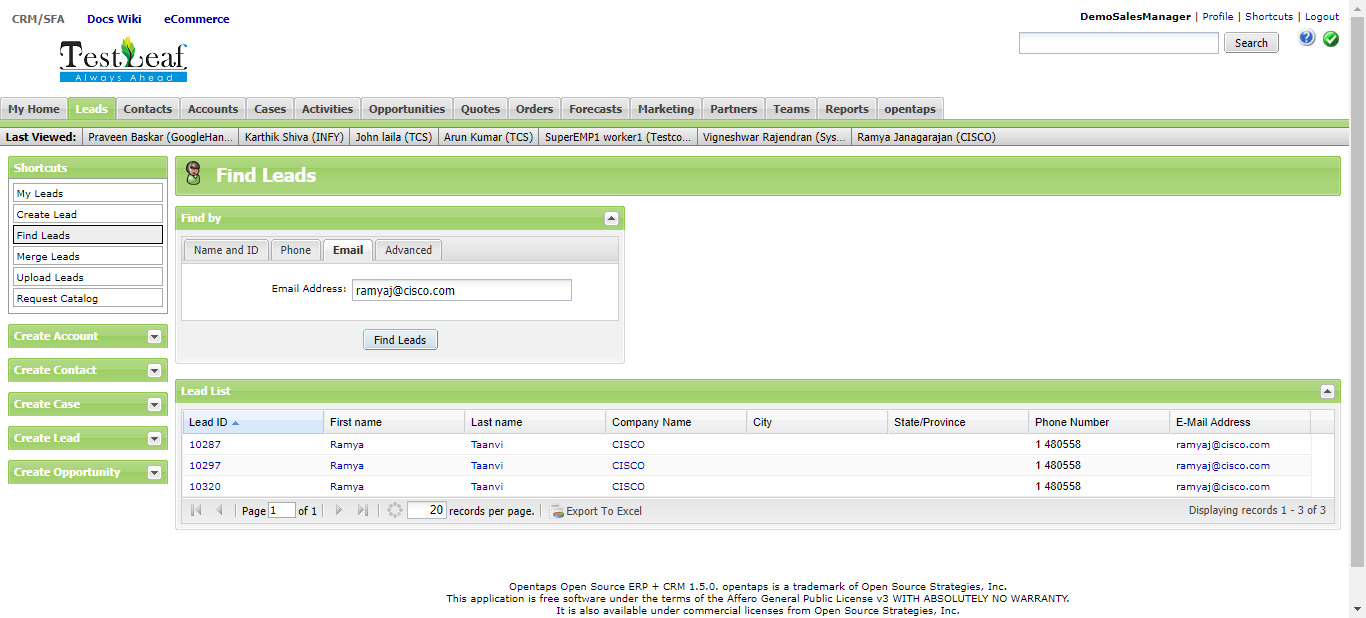 CRM/SFA Docs Wiki eCommerce
DemoSalesManager | Profile | Shortcuts | Logout
Search
TestLeaf
Always Ahead
My Home Leads Contacts Accounts Cases Activities Opportunities Quotes Orders Forecasts Marketing Partners Teams Reports opentaps
Last Viewed: Praveen Baskar (GoogleHan... Karthik Shiva (INFY) John laila (TCS) Arun Kumar (TCS) SuperEMP1 worker1 (Testco... Vigneshwar Rajendran (Sys... Ramya Janagarajan (CISCO)
Shortcuts
My Leads
Create Lead
Find Leads
Merge Leads
Upload Leads
Request Catalog
Create Account
Create Contact
Create Case
Create Lead
Create Opportunity
Find Leads
Find by
Name and ID Phone Email Advanced
Email Address: ramyaj@cisco.com
Find Leads
Lead List
Lead ID First name Last name Company Name City State/Province Phone Number E-Mail Address
10287 Ramya Taanvi CISCO 1 480558 ramyaj@cisco.com
10297 Ramya Taanvi CISCO 1 480558 ramyaj@cisco.com
10320 Ramya Taanvi CISCO 1 480558 ramyaj@cisco.com
Page 1 of 1 20 records per page. Export To Excel Displaying records 1 - 3 of 3
Opentaps Open Source ERP + CRM 1.5.0. opentaps is a trademark of Open Source Strategies, Inc.
This application is free software under the terms of the Affero General Public License v3 WITH ABSOLUTELY NO WARRANTY.
It is also available under commercial licenses from Open Source Strategies, Inc.